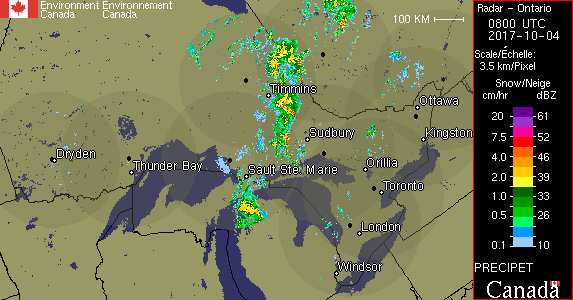 Environment Environnement
Canada Canada
100 KM
Timmins
Ottawa
Sudbury
Kingston
Dryden
Thunder Bay
Sault Ste. Marie
Orillia
Toronto
London
Windsor
Radar - Ontario
0800 UTC
2017-10-04
Scale/Échelle:
3.5 km/Pixel
Snow/Neige
cm/hr dBZ
20 61
7.5 57
5.0 52
4.0 46
2.0 39
1.0 33
0.5 26
0.1 10
PRECIPET
Canada